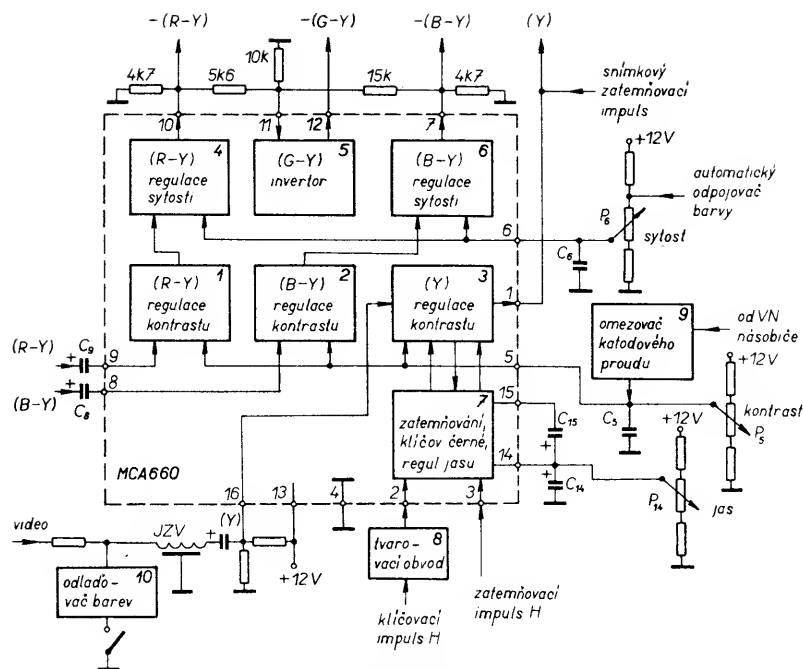 -(R-Y)
-(G-Y)
-(B-Y)
(Y)
4k7
5k6
10k
15k
4k7
snímkový
zatemňovací
impuls
10
11
12
7
+12V
(R-Y) 4
regulace
sytosti
(G-Y) 5
invertor
(B-Y) 6
regulace
sytosti
automatický
odpojovač
barvy
P6
sytost
6
C6
(R-Y) 1
regulace
kontrastu
(B-Y) 2
regulace
kontrastu
(Y) 3
regulace
kontrastu
1
omezovač 9
katodového
proudu
od VN
násobiče
(R-Y)
C9
9
(B-Y)
C8
8
5
+12V
kontrast
P5
C5
7
zatemňování,
klíčov černé,
regul jasu
15
C15
14
C14
+12V
P14
jas
MCA660
16
13
4
2
3
video
JZV
(Y)
+12V
tvaro- 8
vací obvod
odlaďo-
vač barev 10
klíčovací
impuls H
zatemňovací
impuls H